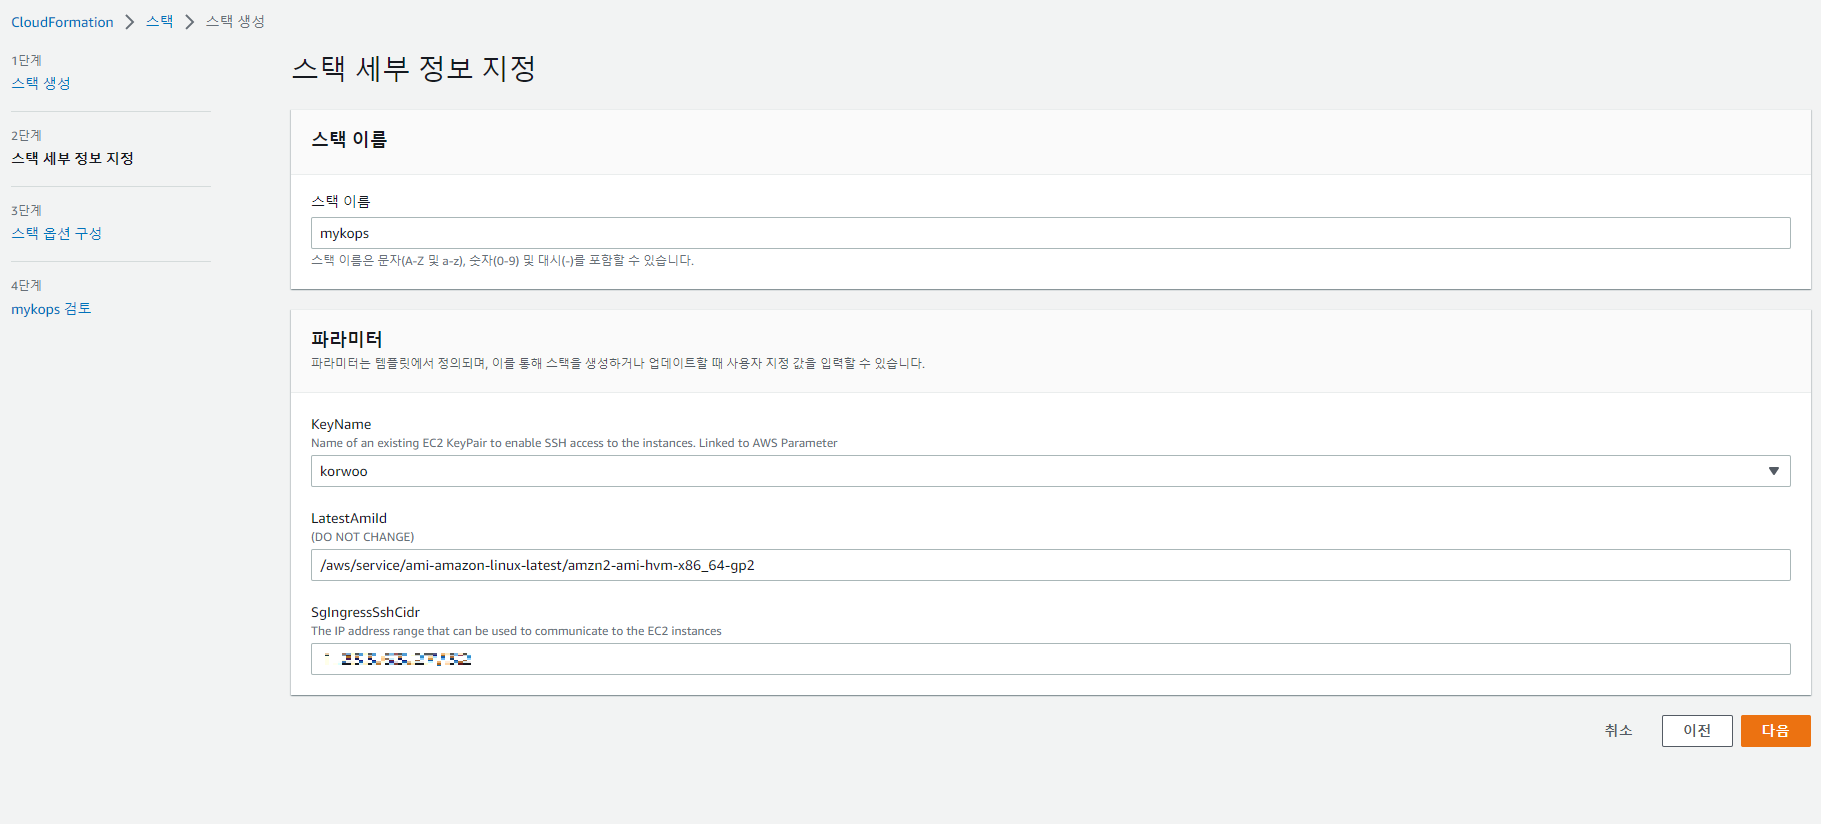 CloudFormation > 스택 > 스택 생성
1단계
스택 생성
2단계
스택 세부 정보 지정
3단계
스택 옵션 구성
4단계
mykops 검토
스택 세부 정보 지정
스택 이름
스택 이름
mykops
스택 이름은 문자(A-Z 및 a-z), 숫자(0-9) 및 대시(-)를 포함할 수 있습니다.
파라미터
파라미터는 템플릿에서 정의되며, 이를 통해 스택을 생성하거나 업데이트할 때 사용자 지정 값을 입력할 수 있습니다.
KeyName
Name of an existing EC2 KeyPair to enable SSH access to the instances. Linked to AWS Parameter
korwoo
LatestAmiId
(DO NOT CHANGE)
/aws/service/ami-amazon-linux-latest/amzn2-ami-hvm-x86_64-gp2
SgIngressSshCidr
The IP address range that can be used to communicate to the EC2 instances
취소 이전 다음